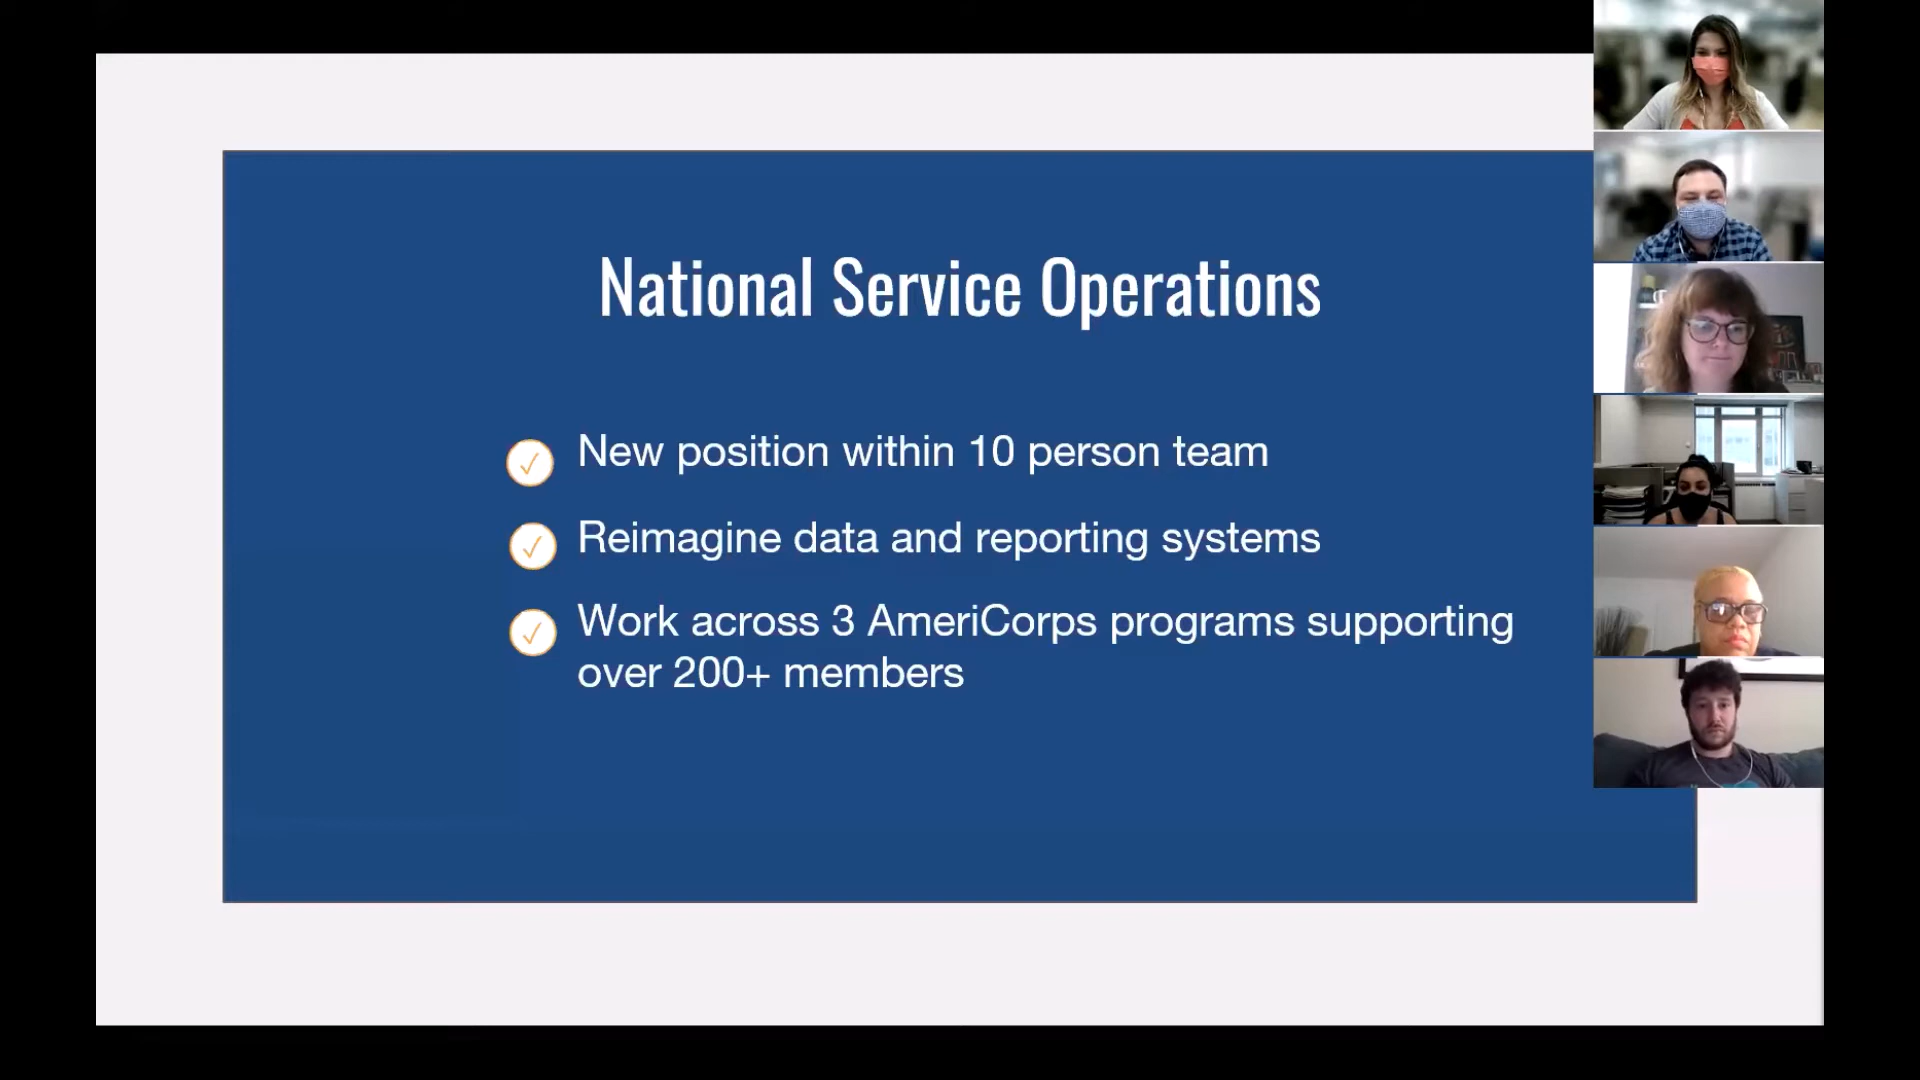 National Service Operations
New position within 10 person team
Reimagine data and reporting systems
Work across 3 AmeriCorps programs supporting
over 200+ members